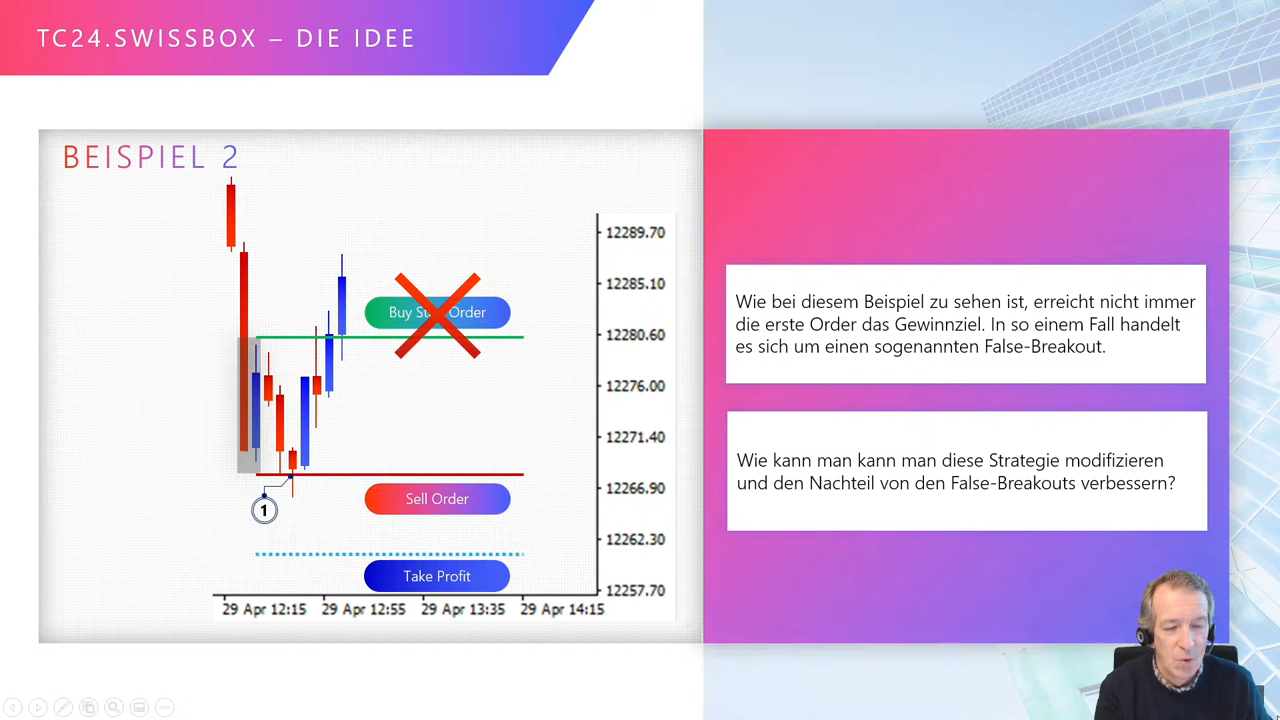 TC24.SWISSBOX – DIE IDEE
BEISPIEL 2
12289.70
12285.10
12280.60
12276.00
12271.40
12266.90
12262.30
12257.70
Buy Stop Order
Sell Order
1
Take Profit
29 Apr 12:15 29 Apr 12:55 29 Apr 13:35 29 Apr 14:15
Wie bei diesem Beispiel zu sehen ist, erreicht nicht immer
die erste Order das Gewinnziel. In so einem Fall handelt
es sich um einen sogenannten False-Breakout.
Wie kann man kann man diese Strategie modifizieren
und den Nachteil von den False-Breakouts verbessern?